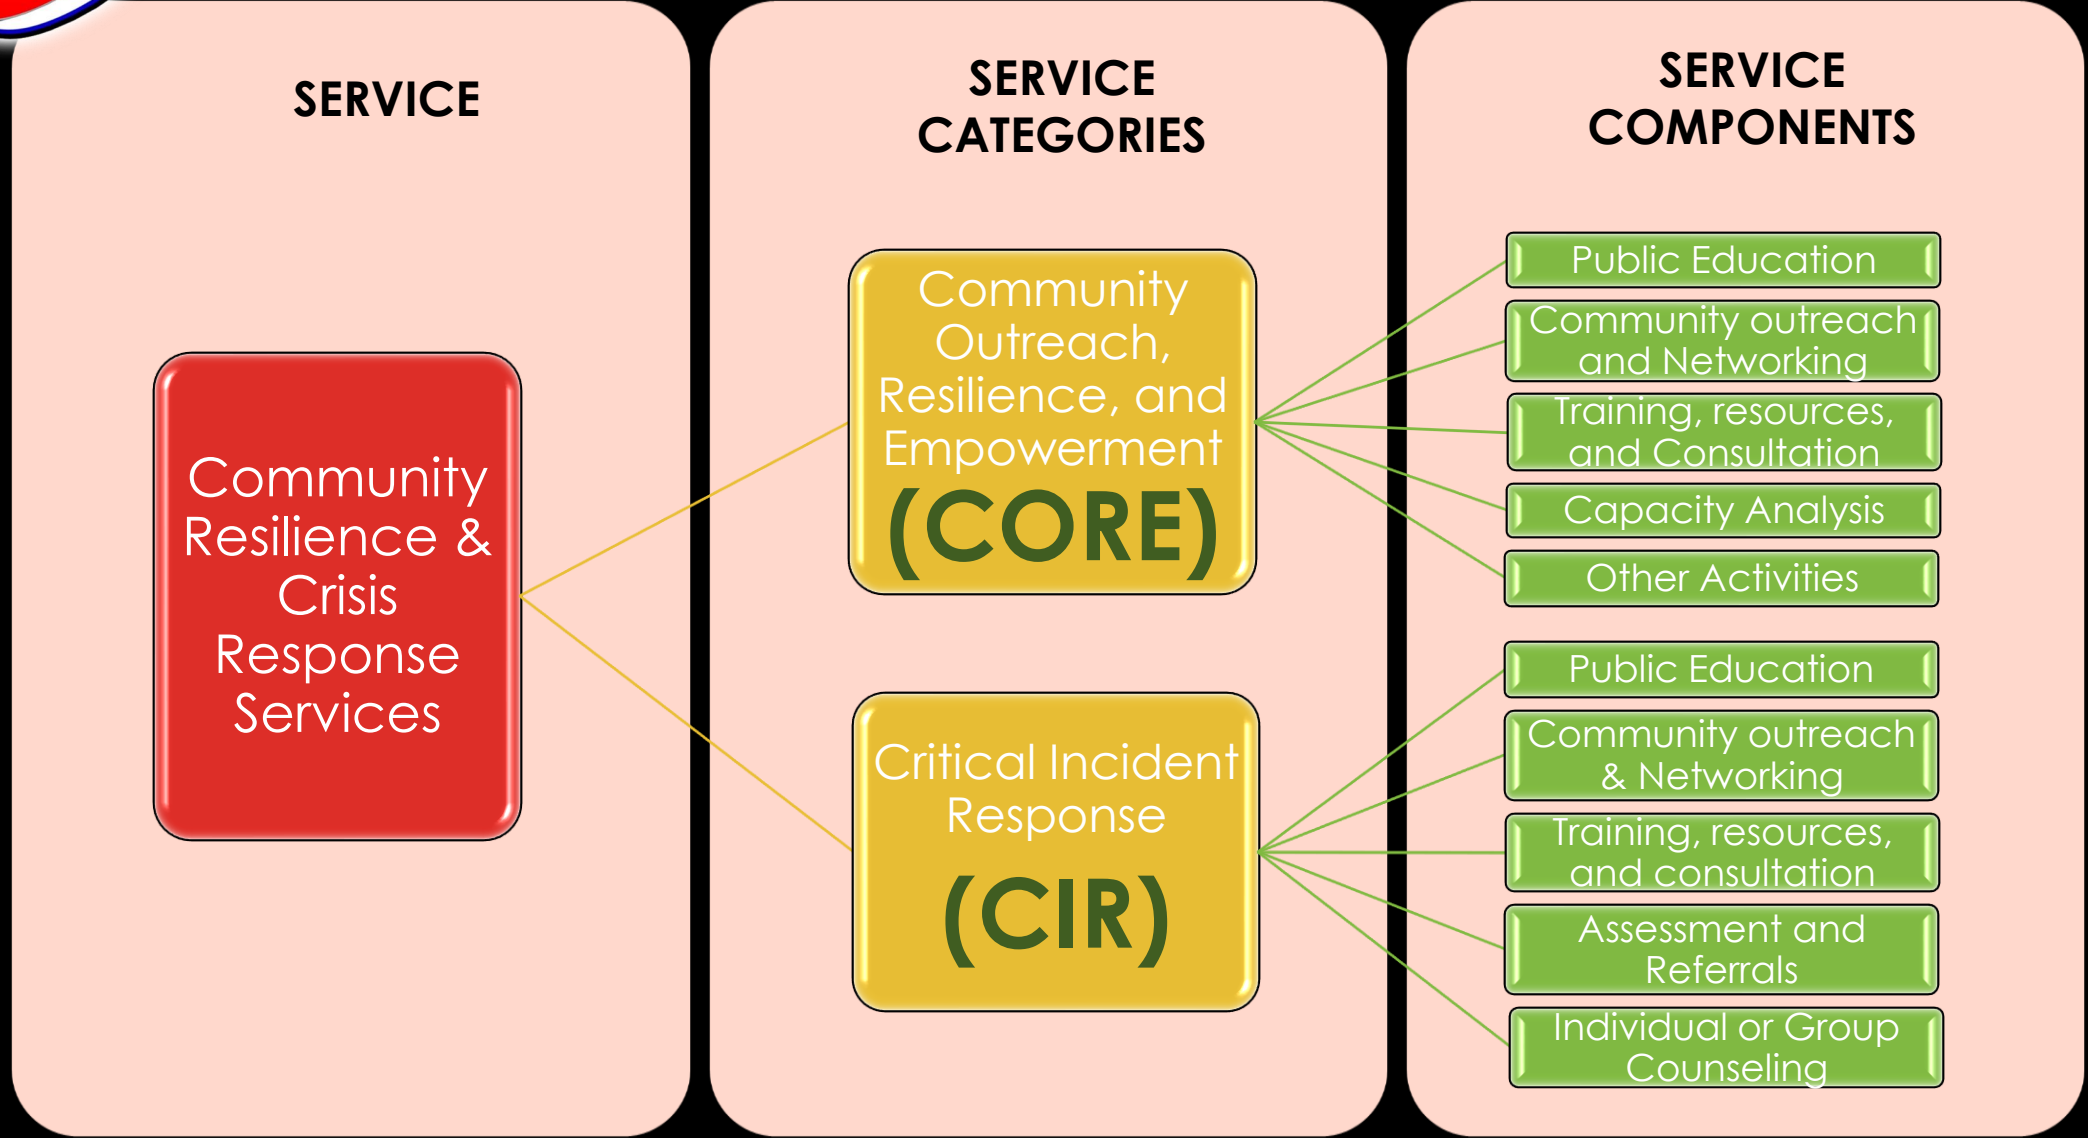 SERVICE
Community
Resilience &
Crisis
Response
Services
SERVICE
CATEGORIES
Community
Outreach,
Resilience, and
Empowerment
(CORE)
Critical Incident
Response
(CIR)
SERVICE
COMPONENTS
Public Education
Community outreach
and Networking
Training, resources,
and Consultation
Capacity Analysis
Other Activities
Public Education
Community outreach
& Networking
Training, resources,
and consultation
Assessment and
Referrals
Individual or Group
Counseling